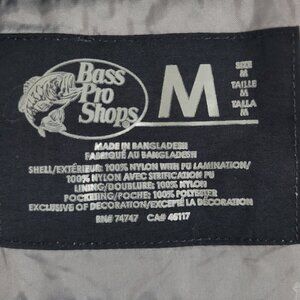 Bass
Pro
Shops
M
SIZE
M
TAILLE
M
TALLA
M
MADE IN BANGLADESH
FABRIQUÉ AU BANGLADESH
SHELL/EXTÉRIEUR: 100% NYLON WITH PU LAMINATION/
100% NYLON AVEC STRIFICATION PU
LINING/DOUBLURE: 100% NYLON
POCKETING/POCHE: 100% POLYESTER
EXCLUSIVE OF DECORATION/EXCEPTÉ LA DÉCORATION
RN# 74747 CA# 46117